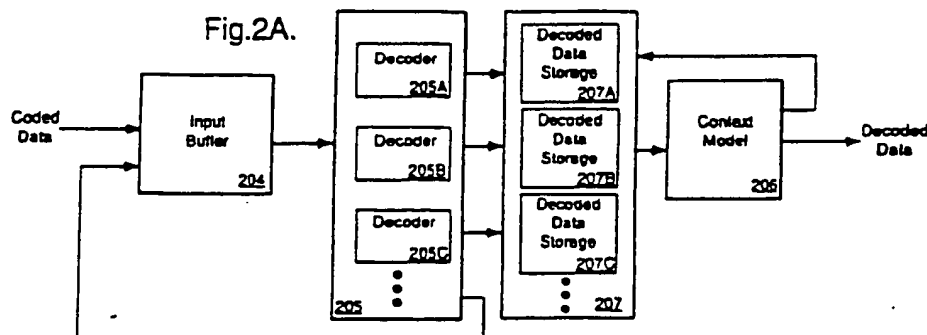 Fig.2A.
Coded
Data
Input
Buffer
204
Decoder
205A
Decoder
205B
Decoder
205C
205
Decoded
Data
Storage
207A
Decoded
Data
Storage
207B
Decoded
Data
Storage
207C
207
Context
Model
206
Decoded
Data